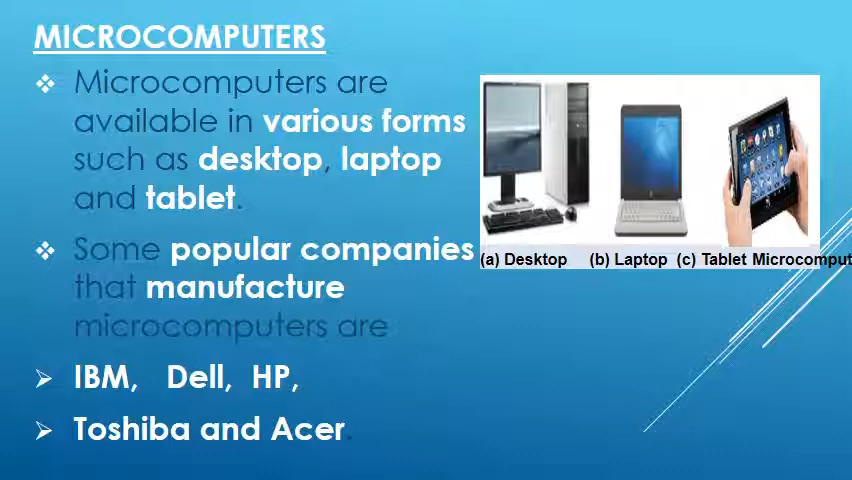 MICROCOMPUTERS
Microcomputers are
available in various forms
such as desktop, laptop
and tablet.
Some popular companies
that manufacture
microcomputers are
IBM, Dell, HP,
Toshiba and Acer.
(a) Desktop (b) Laptop (c) Tablet Microcomput